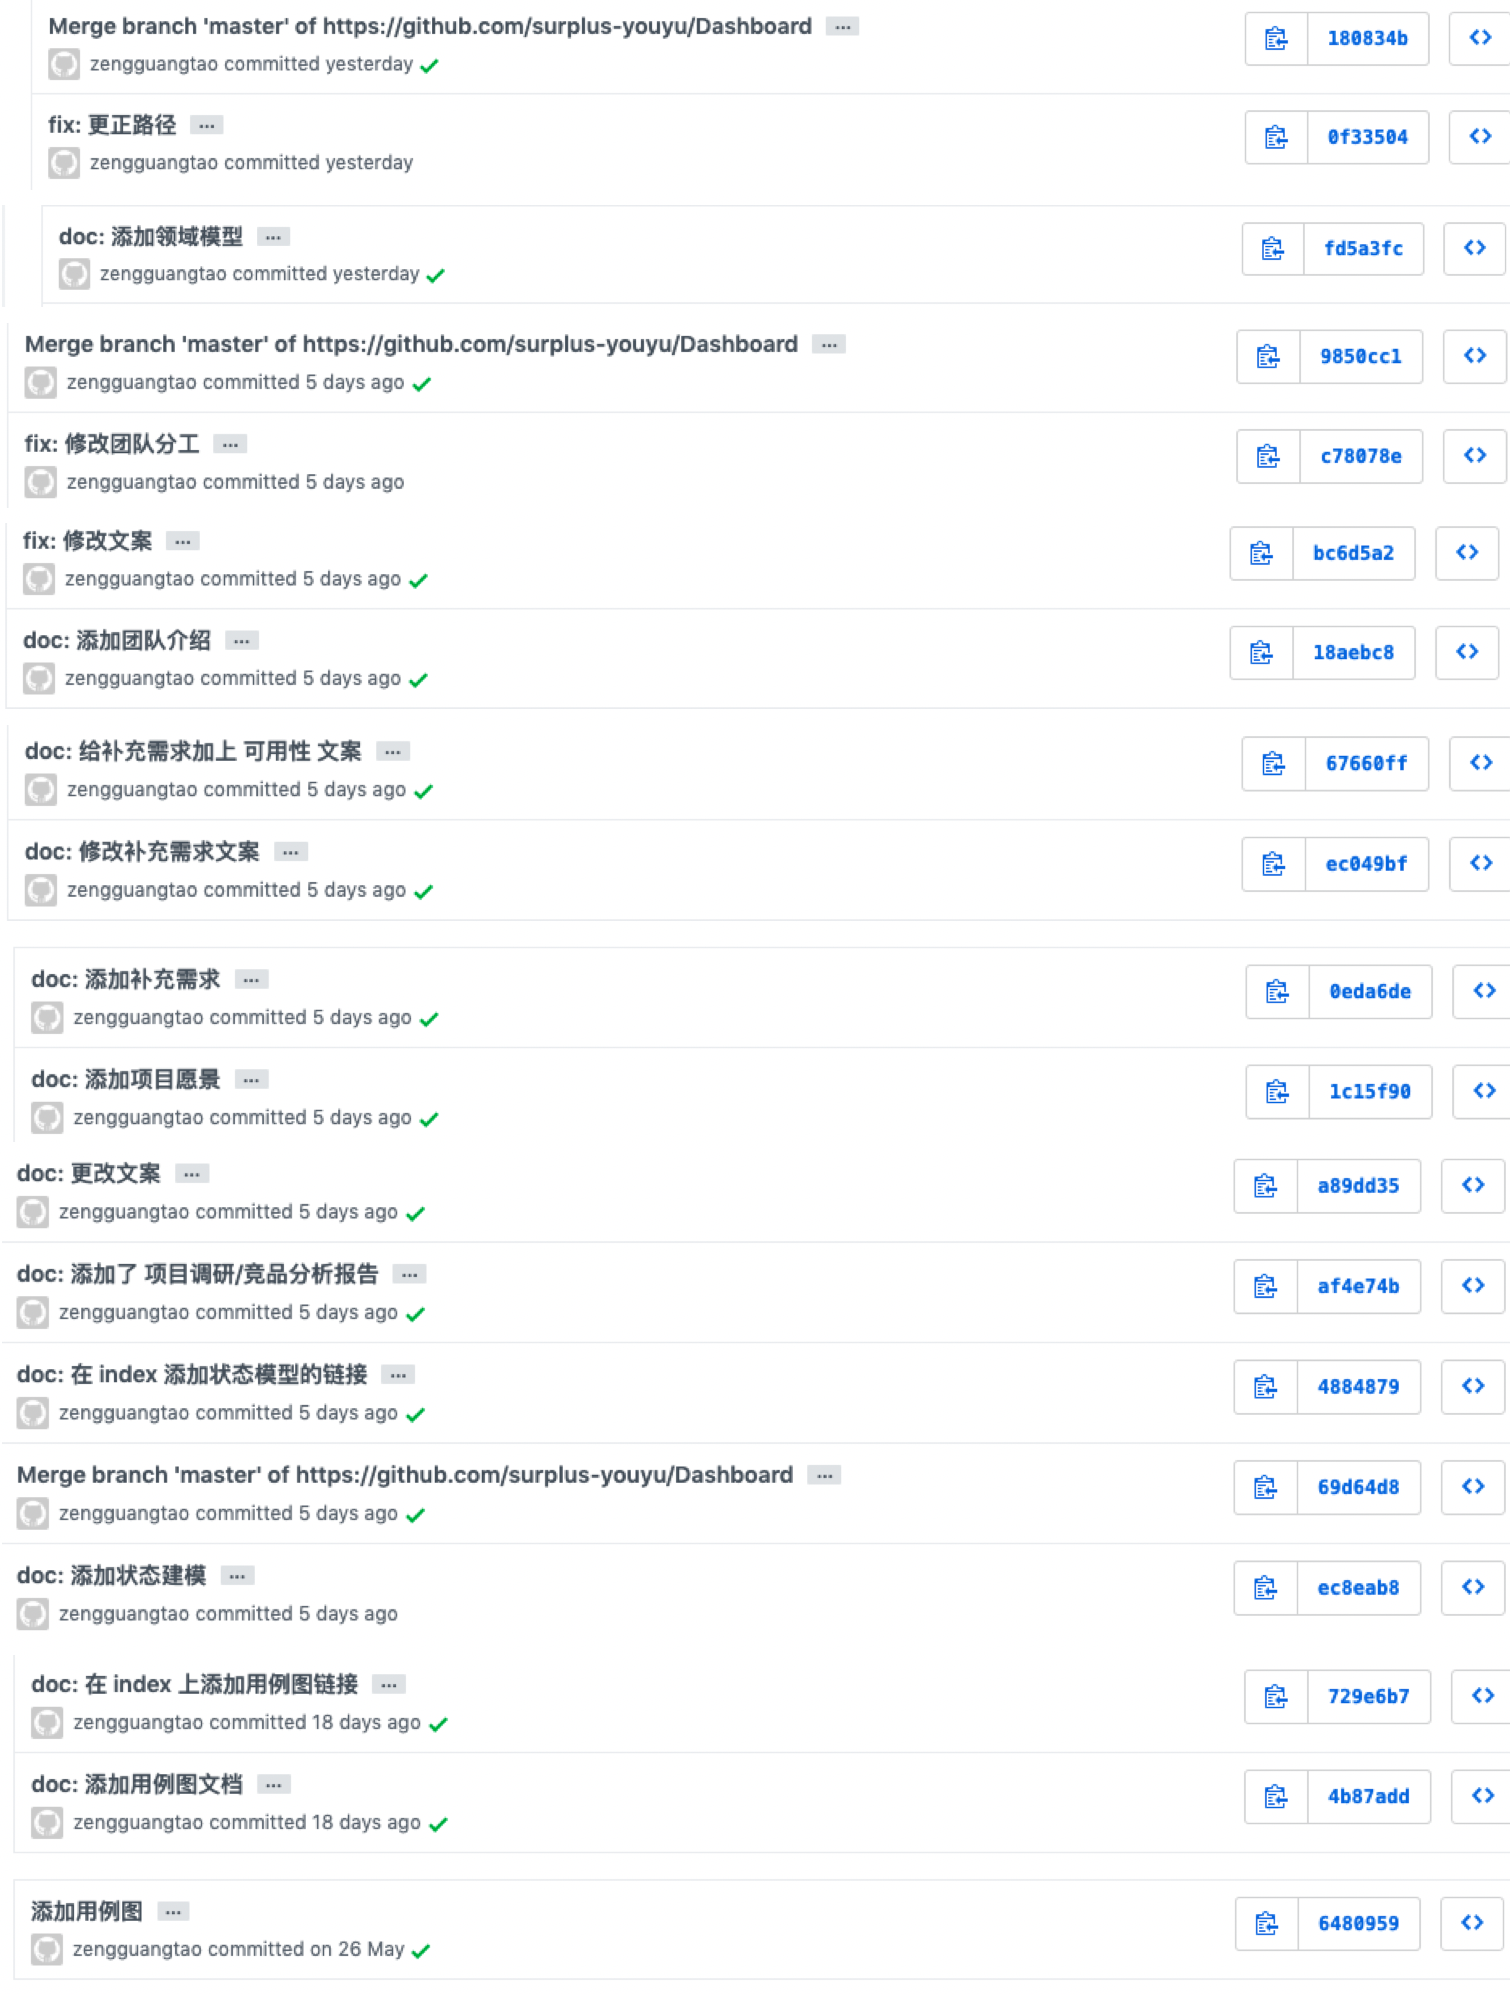 Merge branch 'master' of https://github.com/surplus-youyu/Dashboard ...
180834b
zengguangtao committed yesterday
fix: 更正路径 ...
0f33504
zengguangtao committed yesterday
doc: 添加领域模型 ...
fd5a3fc
zengguangtao committed yesterday
Merge branch 'master' of https://github.com/surplus-youyu/Dashboard ...
9850cc1
zengguangtao committed 5 days ago
fix: 修改团队分工 ...
c78078e
zengguangtao committed 5 days ago
fix: 修改文案 ...
bc6d5a2
zengguangtao committed 5 days ago
doc: 添加团队介绍 ...
18aebc8
zengguangtao committed 5 days ago
doc: 给补充需求加上 可用性 文案 ...
67660ff
zengguangtao committed 5 days ago
doc: 修改补充需求文案 ...
ec049bf
zengguangtao committed 5 days ago
doc: 添加补充需求 ...
0eda6de
zengguangtao committed 5 days ago
doc: 添加项目愿景 ...
1c15f90
zengguangtao committed 5 days ago
doc: 更改文案 ...
a89dd35
zengguangtao committed 5 days ago
doc: 添加了 项目调研/竞品分析报告 ...
af4e74b
zengguangtao committed 5 days ago
doc: 在 index 添加状态模型的链接 ...
4884879
zengguangtao committed 5 days ago
Merge branch 'master' of https://github.com/surplus-youyu/Dashboard ...
69d64d8
zengguangtao committed 5 days ago
doc: 添加状态建模 ...
ec8eab8
zengguangtao committed 5 days ago
doc: 在 index 上添加用例图链接 ...
729e6b7
zengguangtao committed 18 days ago
doc: 添加用例图文档 ...
4b87add
zengguangtao committed 18 days ago
添加用例图 ...
6480959
zengguangtao committed on 26 May